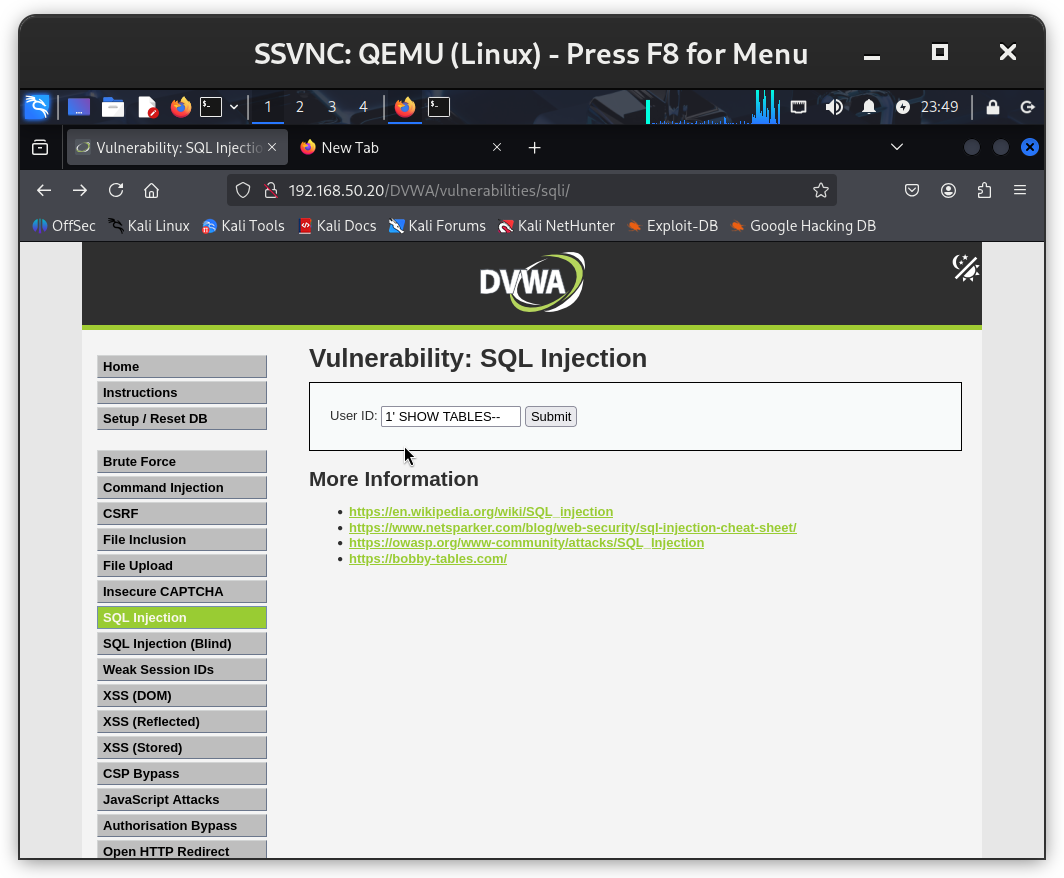 SSVNC: QEMU (Linux) - Press F8 for Menu
1 2 3 4 23:49
Vulnerability: SQL Injectio New Tab
192.168.50.20/DVWA/vulnerabilities/sqli/
OffSec Kali Linux Kali Tools Kali Docs Kali Forums Kali NetHunter Exploit-DB Google Hacking DB
DVWA
Home
Instructions
Setup / Reset DB
Brute Force
Command Injection
CSRF
File Inclusion
File Upload
Insecure CAPTCHA
SQL Injection
SQL Injection (Blind)
Weak Session IDs
XSS (DOM)
XSS (Reflected)
XSS (Stored)
CSP Bypass
JavaScript Attacks
Authorisation Bypass
Open HTTP Redirect
Vulnerability: SQL Injection
User ID: 1' SHOW TABLES-- Submit
More Information
https://en.wikipedia.org/wiki/SQL_injection
https://www.netsparker.com/blog/web-security/sql-injection-cheat-sheet/
https://owasp.org/www-community/attacks/SQL_Injection
https://bobby-tables.com/